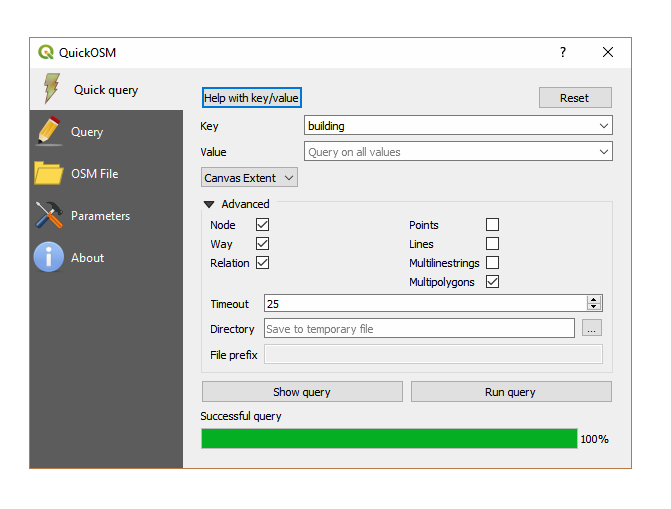 QuickOSM ?
Quick query
Query
OSM File
Parameters
About
Help with key/value Reset
Key building
Value Query on all values
Canvas Extent
Advanced
Node Points
Way Lines
Relation Multilinestrings
Multipolygons
Timeout 25
Directory Save to temporary file ...
File prefix
Show query Run query
Successful query
100%